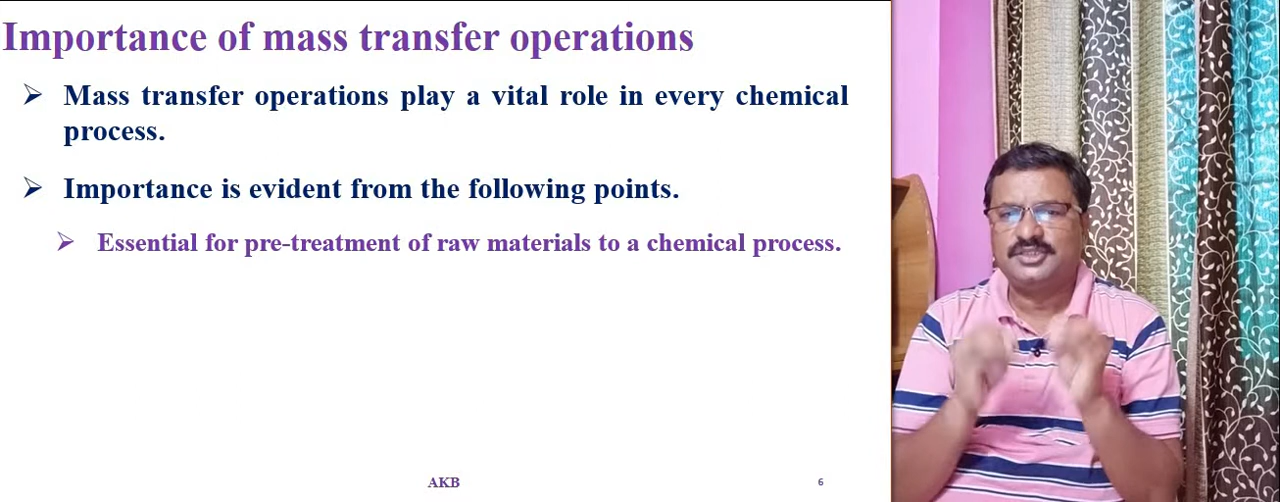 Importance of mass transfer operations
➢ Mass transfer operations play a vital role in every chemical
process.
➢ Importance is evident from the following points.
➢ Essential for pre-treatment of raw materials to a chemical process.
AKB
6